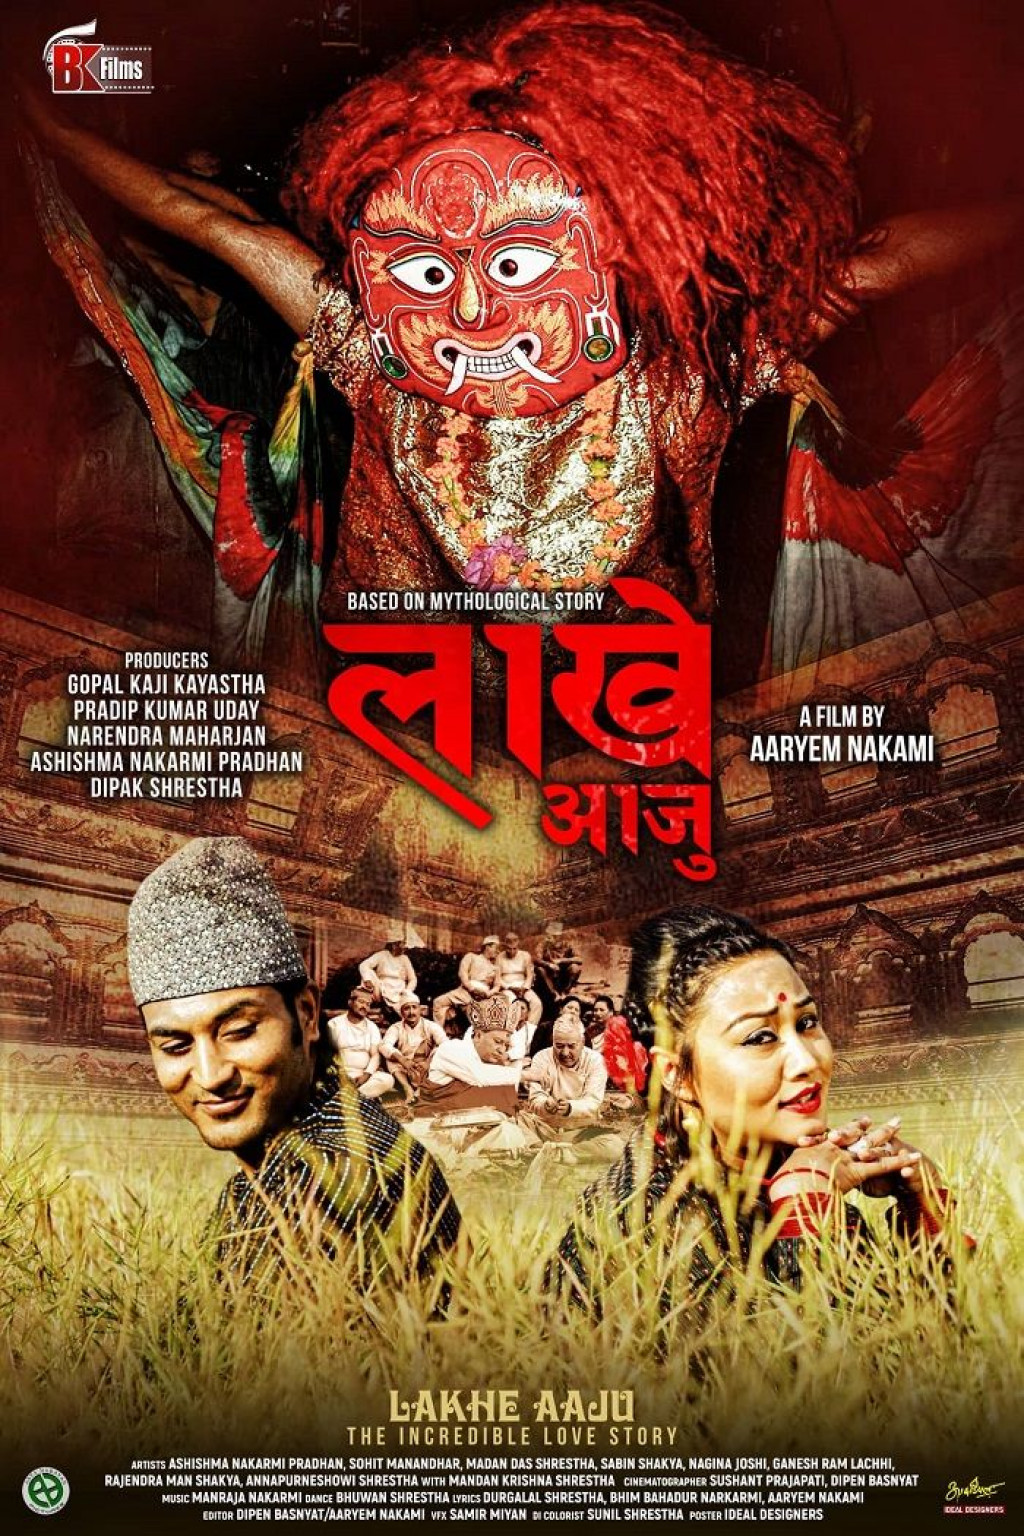 BK Films
BASED ON MYTHOLOGICAL STORY
लाखे
आजु
PRODUCERS
GOPAL KAJI KAYASTHA
PRADIP KUMAR UDAY
NARENDRA MAHARJAN
ASHISHMA NAKARMI PRADHAN
DIPAK SHRESTHA
A FILM BY
AARYEM NAKAMI
LAKHE AAJU
THE INCREDIBLE LOVE STORY
ARTISTS ASHISHMA NAKARMI PRADHAN, SOHIT MANANDHAR, MADAN DAS SHRESTHA, SABIN SHAKYA, NAGINA JOSHI, GANESH RAM LACHHI,
RAJENDRA MAN SHAKYA, ANNAPURNESHOWI SHRESTHA WITH MANDAN KRISHNA SHRESTHA CINEMATOGRAPHER SUSHANT PRAJAPATI, DIPEN BASNYAT
MUSIC MANRAJA NAKARMI DANCE BHUWAN SHRESTHA LYRICS DURGALAL SHRESTHA, BHIM BAHADUR NARKARMI, AARYEM NAKAMI
EDITOR DIPEN BASNYAT/AARYEM NAKAMI VFX SAMIR MIYAN DI COLORIST SUNIL SHRESTHA POSTER IDEAL DESIGNERS
IDEAL DESIGNERS